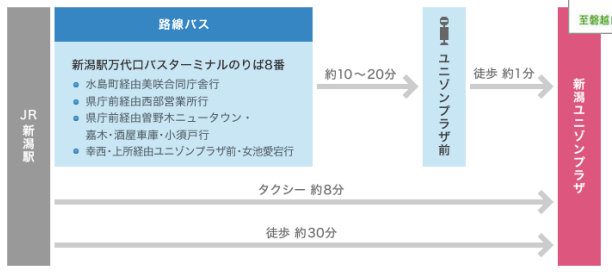 至磐越
路線バス
新潟駅万代口バスターミナルのりば8番
水島町経由美咲合同庁舎行
県庁前経由西部営業所行
県庁前経由曽野木ニュータウン・
嘉木・酒屋車庫・小須戸行
幸西・上所経由ユニゾンプラザ前・女池愛宕行
JR新潟駅
約10〜20分
ユニゾンプラザ前
徒歩 約1分
新潟ユニゾンプラザ
タクシー 約8分
徒歩 約30分